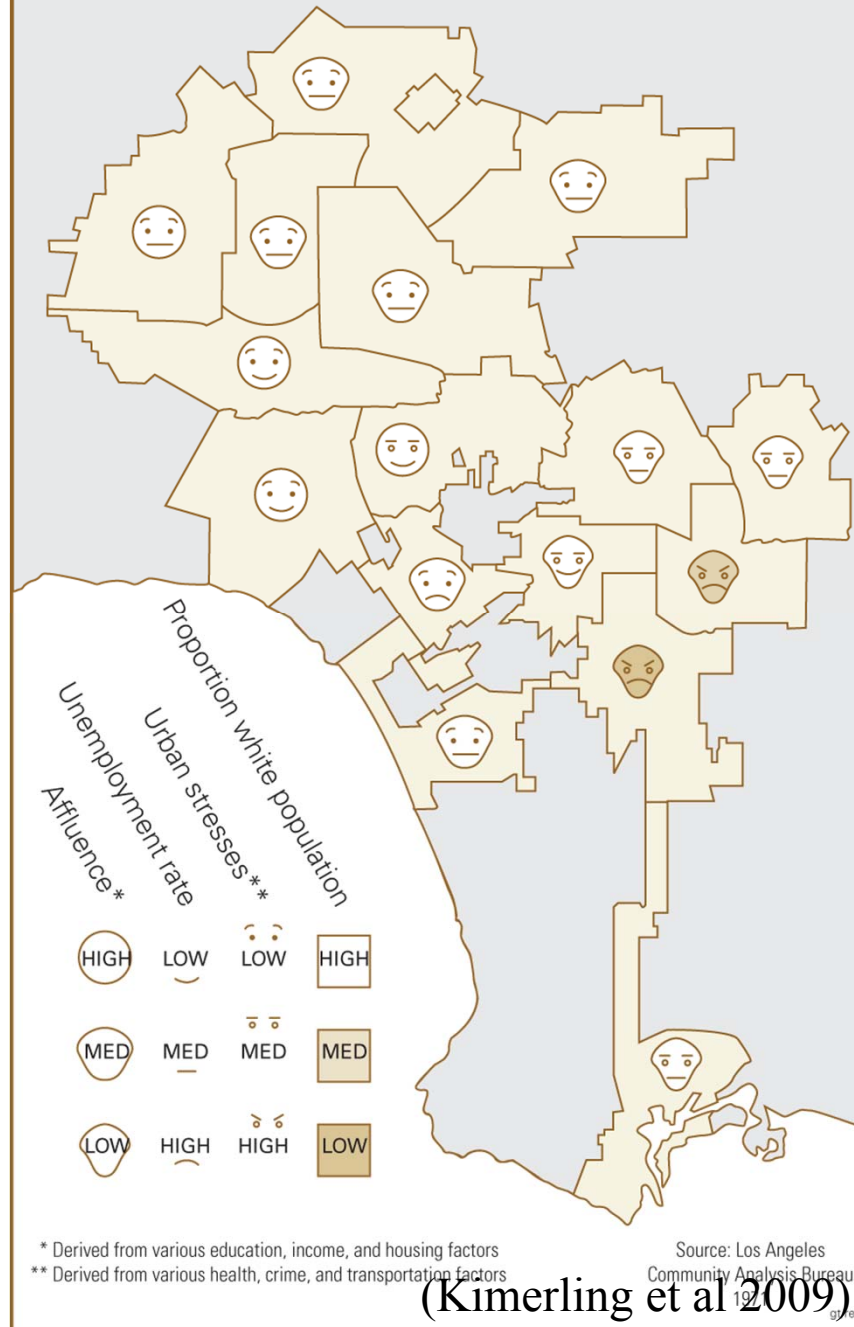 Affluence*
Unemployment rate
Urban stresses**
Proportion white population
HIGH LOW LOW HIGH
MED MED MED MED
LOW HIGH HIGH LOW
* Derived from various education, income, and housing factors
** Derived from various health, crime, and transportation factors
Source: Los Angeles
Community Analysis Bureau
1971
(Kimerling et al 2009)